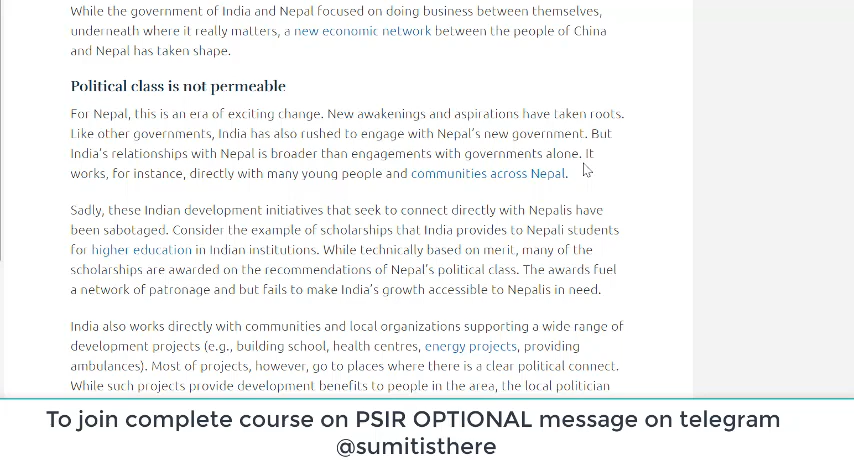 While the government of India and Nepal focused on doing business between themselves,
underneath where it really matters, a new economic network between the people of China
and Nepal has taken shape.
Political class is not permeable
For Nepal, this is an era of exciting change. New awakenings and aspirations have taken roots.
Like other governments, India has also rushed to engage with Nepal's new government. But
India's relationships with Nepal is broader than engagements with governments alone. It
works, for instance, directly with many young people and communities across Nepal.
Sadly, these Indian development initiatives that seek to connect directly with Nepalis have
been sabotaged. Consider the example of scholarships that India provides to Nepali students
for higher education in Indian institutions. While technically based on merit, many of the
scholarships are awarded on the recommendations of Nepal's political class. The awards fuel
a network of patronage and but fails to make India's growth accessible to Nepalis in need.
India also works directly with communities and local organizations supporting a wide range of
development projects (e.g., building school, health centres, energy projects, providing
ambulances). Most of projects, however, go to places where there is a clear political connect.
While such projects provide development benefits to people in the area, the local politician
To join complete course on PSIR OPTIONAL message on telegram
@sumitisthere